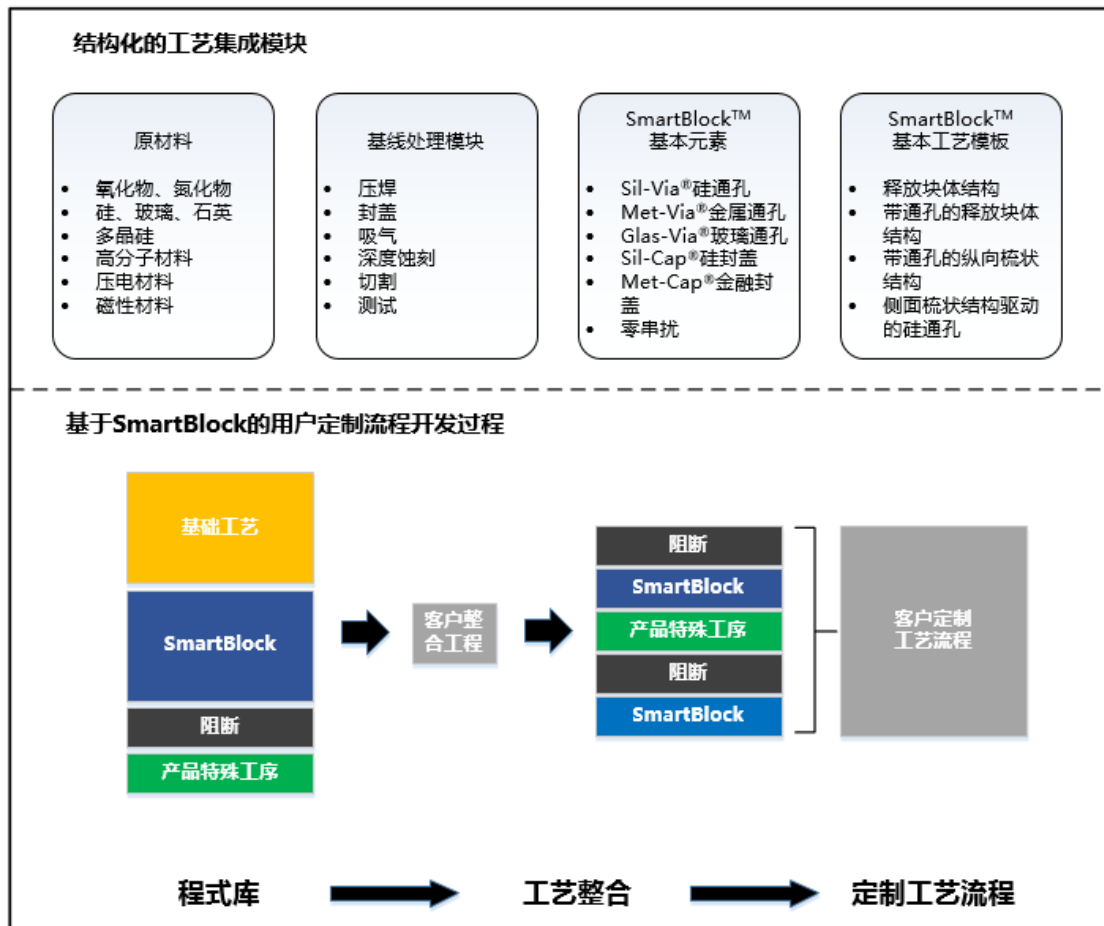 结构化的工艺集成模块
原材料
• 氧化物、氮化物
• 硅、玻璃、石英
• 多晶硅
• 高分子材料
• 压电材料
• 磁性材料
基线处理模块
• 压焊
• 封盖
• 吸气
• 深度蚀刻
• 切割
• 测试
SmartBlock™
基本元素
• Sil-Via®硅通孔
• Met-Via®金属通孔
• Glas-Via®玻璃通孔
• Sil-Cap®硅封盖
• Met-Cap®金融封
盖
• 零串扰
SmartBlock™
基本工艺模板
• 释放块体结构
• 带通孔的释放块体
结构
• 带通孔的纵向梳状
结构
• 侧面梳状结构驱动
的硅通孔
基于SmartBlock的用户定制流程开发过程
基础工艺
SmartBlock
阻断
产品特殊工序
客户整
合工程
阻断
SmartBlock
产品特殊工序
阻断
SmartBlock
客户定制
工艺流程
程式库
工艺整合
定制工艺流程